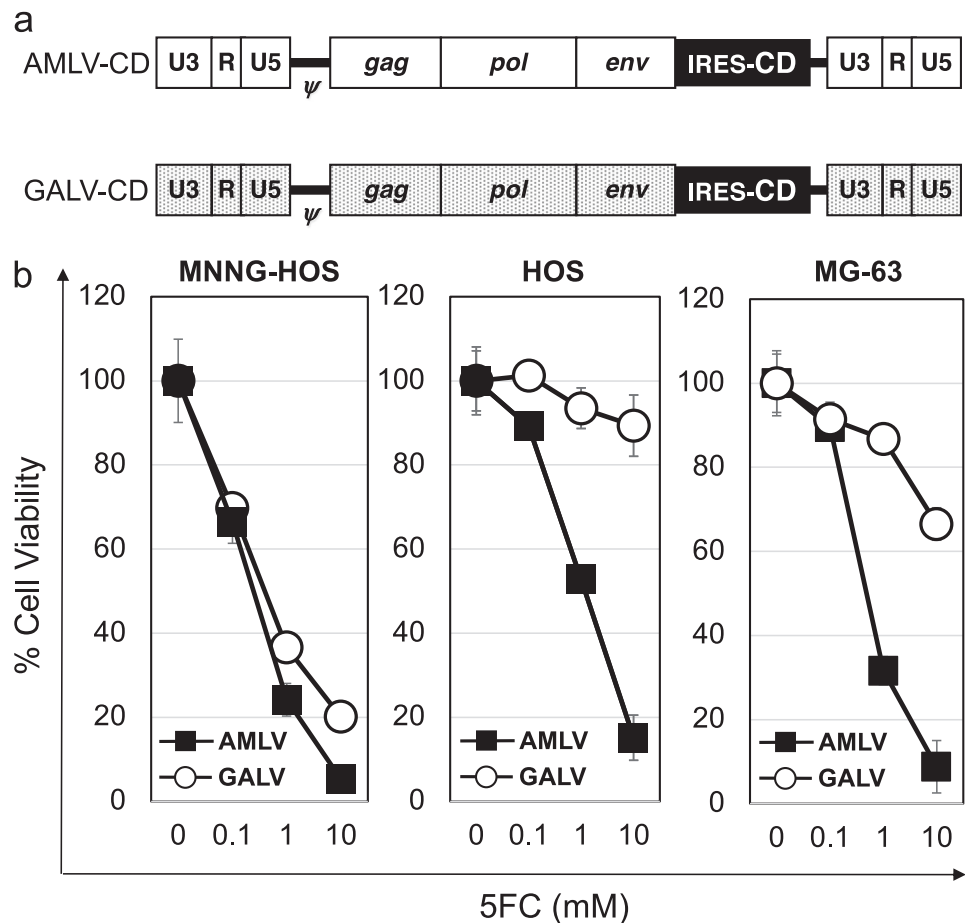 a
AMLV-CD U3 R U5 ψ gag pol env IRES-CD U3 R U5
GALV-CD U3 R U5 ψ gag pol env IRES-CD U3 R U5
b
MNNG-HOS HOS MG-63
% Cell Viability
120 120 120
100 100 100
80 80 80
60 60 60
40 40 40
20 20 20
0 0 0
AMLV AMLV AMLV
GALV GALV GALV
0 0.1 1 10 0 0.1 1 10 0 0.1 1 10
5FC (mM)